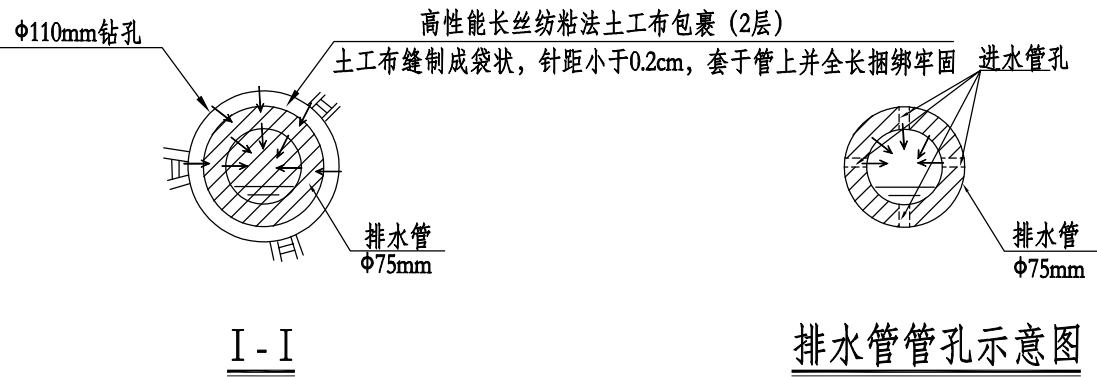 Φ110mm钻孔
高性能长丝纺粘法土工布包裹（2层）
土工布缝制成袋状，针距小于0.2cm，套于管上并全长捆绑牢固
进水管孔
排水管
Φ75mm
排水管
Φ75mm
I - I
排水管管孔示意图